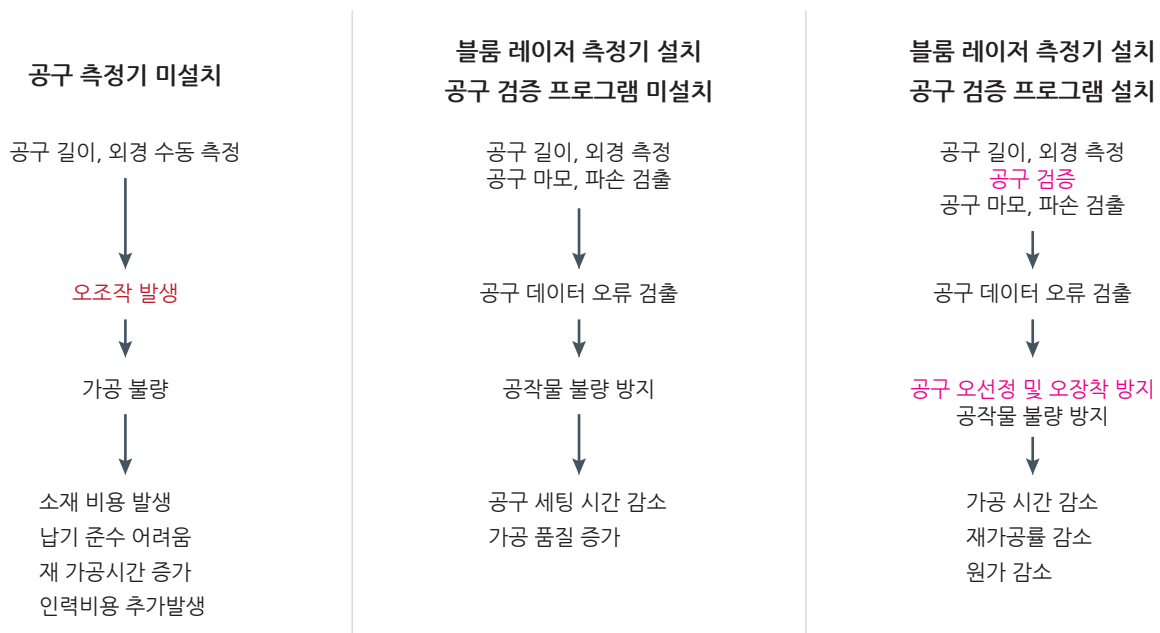 공구 측정기 미설치
공구 길이, 외경 수동 측정
오조작 발생
가공 불량
소재 비용 발생
납기 준수 어려움
재 가공시간 증가
인력비용 추가발생
블룸 레이저 측정기 설치
공구 검증 프로그램 미설치
공구 길이, 외경 측정
공구 마모, 파손 검출
공구 데이터 오류 검출
공작물 불량 방지
공구 세팅 시간 감소
가공 품질 증가
블룸 레이저 측정기 설치
공구 검증 프로그램 설치
공구 길이, 외경 측정
공구 검증
공구 마모, 파손 검출
공구 데이터 오류 검출
공구 오선정 및 오장착 방지
공작물 불량 방지
가공 시간 감소
재가공률 감소
원가 감소